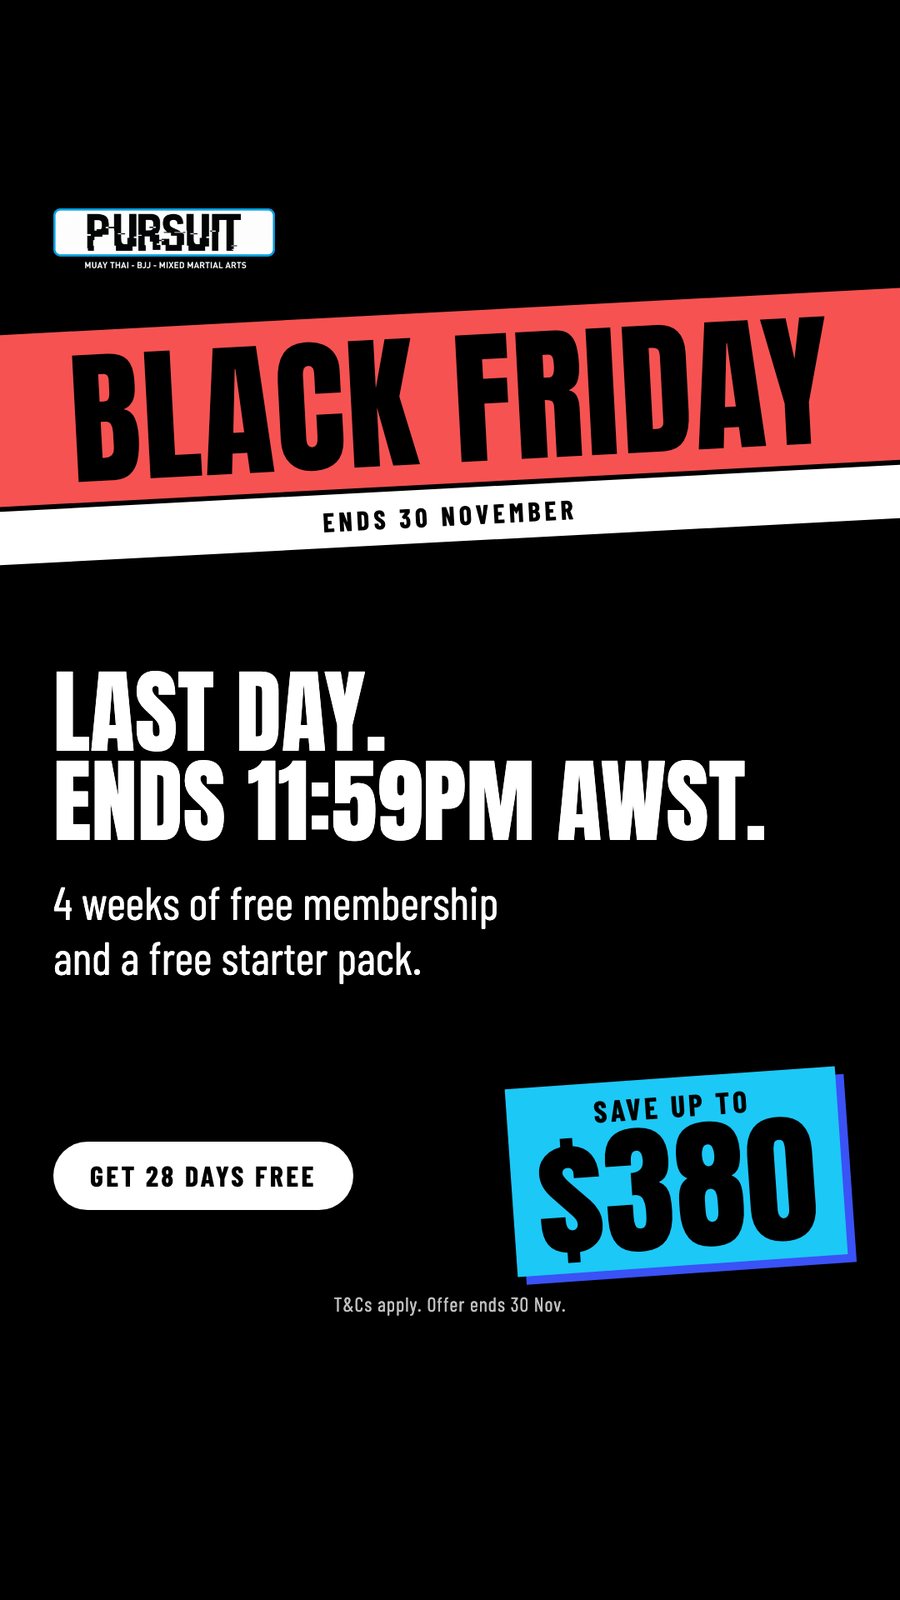 PURSUIT
MUAY THAI - BJJ - MIXED MARTIAL ARTS
BLACK FRIDAY
ENDS 30 NOVEMBER
LAST DAY.
ENDS 11:59PM AWST.
4 weeks of free membership
and a free starter pack.
SAVE UP TO
$380
GET 28 DAYS FREE
T&Cs apply. Offer ends 30 Nov.